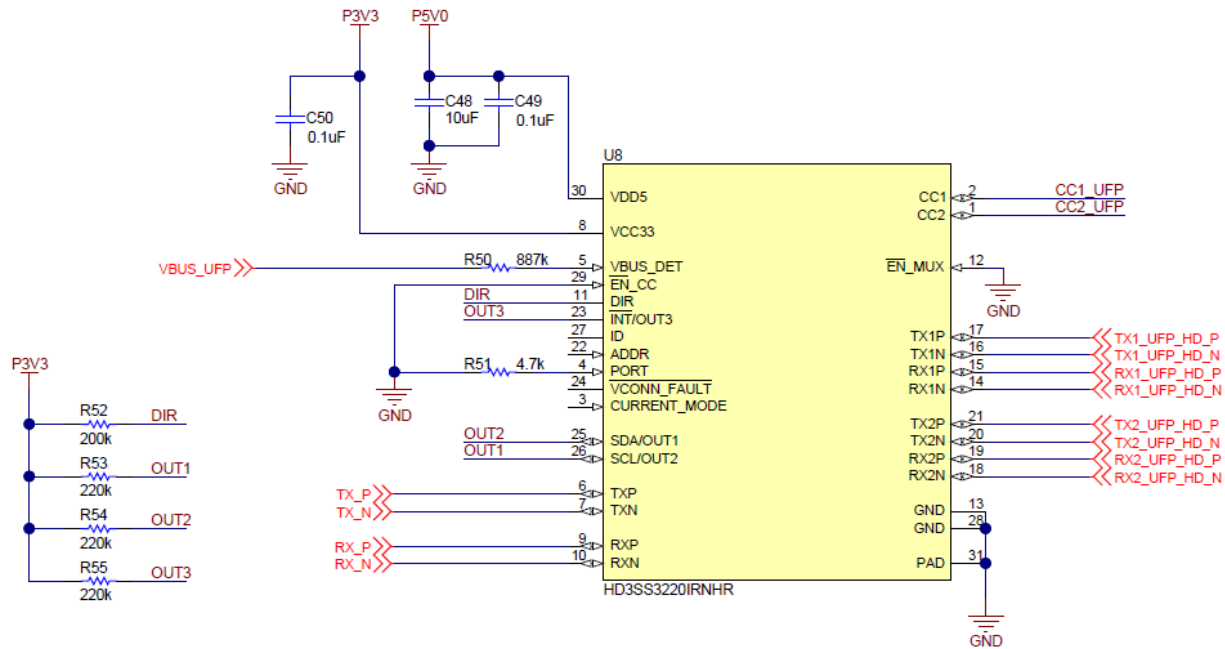 P3V3
P5V0
C50
0.1uF
C48
10uF
C49
0.1uF
GND
GND
U8
30
VDD5
8
VCC33
VBUS_UFP
R50
887k
5
VBUS_DET
29
EN_CC
DIR
11
DIR
OUT3
23
INT/OUT3
27
ID
22
ADDR
R51
4.7k
4
PORT
24
VCONN_FAULT
3
CURRENT_MODE
GND
OUT2
25
SDA/OUT1
OUT1
26
SCL/OUT2
TX_P
6
TXP
TX_N
7
TXN
RX_P
9
RXP
RX_N
10
RXN
CC1
2
CC1_UFP
CC2
1
CC2_UFP
EN_MUX
12
GND
TX1P
17
TX1_UFP_HD_P
TX1N
16
TX1_UFP_HD_N
RX1P
15
RX1_UFP_HD_P
RX1N
14
RX1_UFP_HD_N
TX2P
21
TX2_UFP_HD_P
TX2N
20
TX2_UFP_HD_N
RX2P
19
RX2_UFP_HD_P
RX2N
18
RX2_UFP_HD_N
GND
13
GND
28
PAD
31
GND
HD3SS3220IRNHR
P3V3
R52
200k
DIR
R53
220k
OUT1
R54
220k
OUT2
R55
220k
OUT3